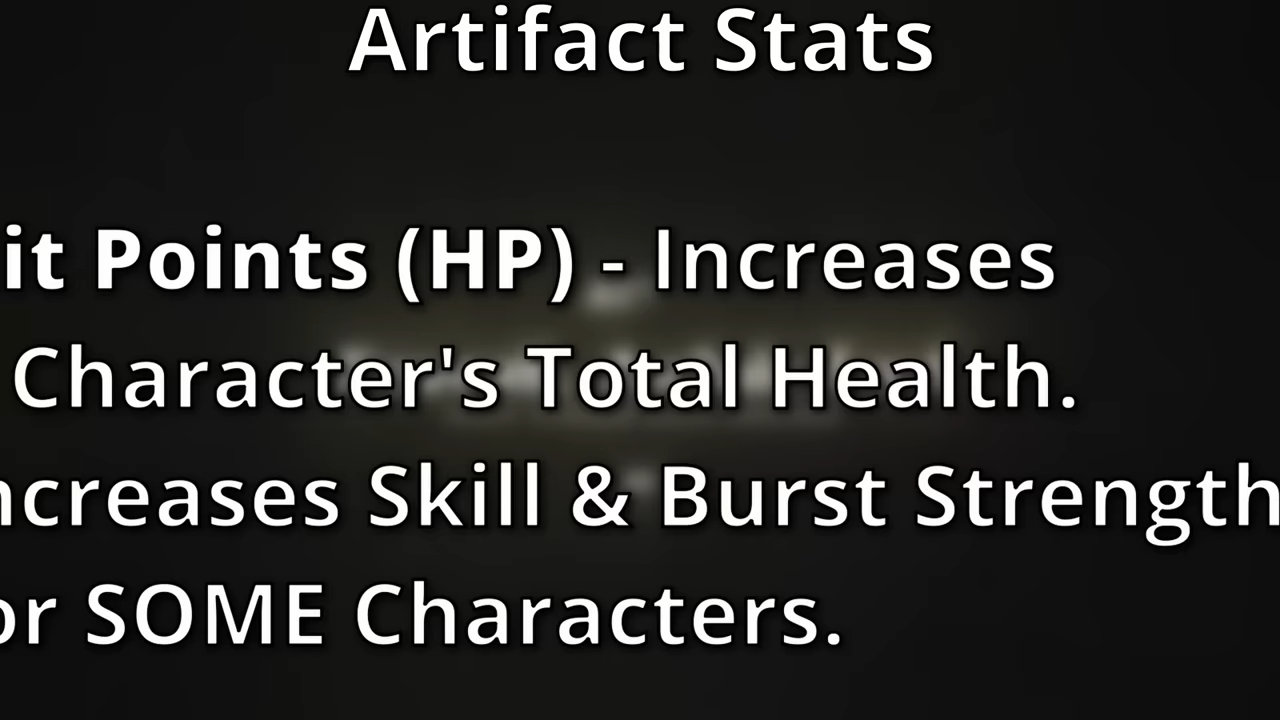 Artifact Stats
it Points (HP) - Increases
Character's Total Health.
ncreases Skill & Burst Strength
or SOME Characters.